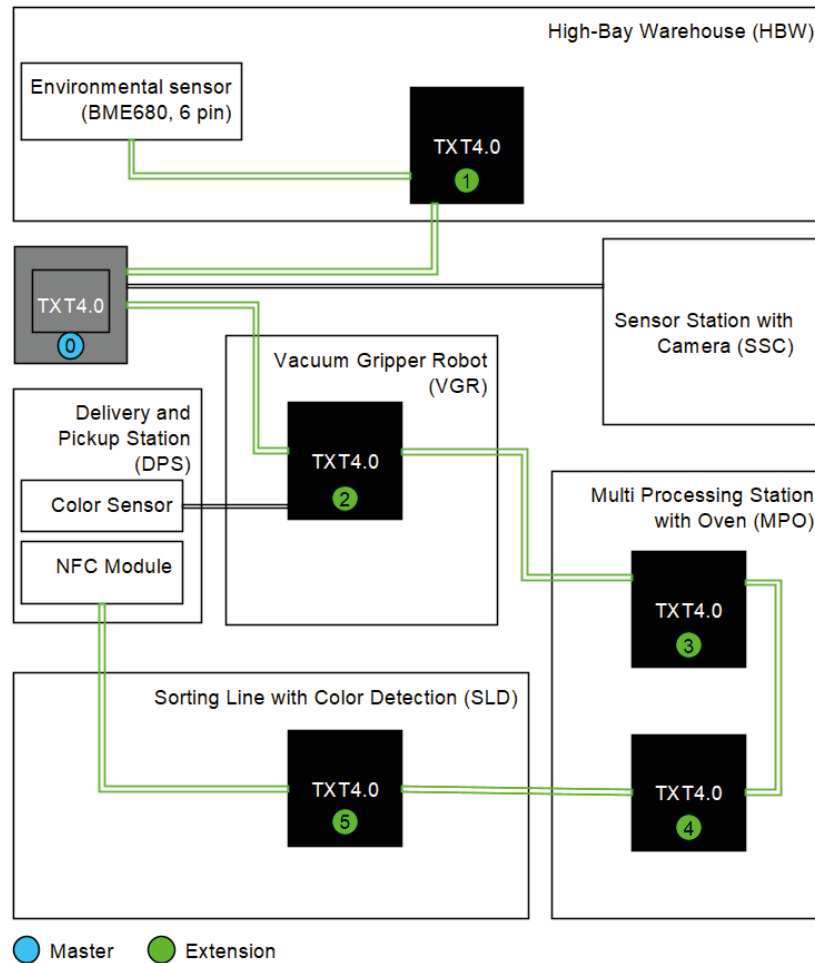 High-Bay Warehouse (HBW)
Environmental sensor
(BME680, 6 pin)
TXT4.0
1
TXT4.0
0
Sensor Station with
Camera (SSC)
Vacuum Gripper Robot
(VGR)
TXT4.0
2
Delivery and
Pickup Station
(DPS)
Color Sensor
NFC Module
Multi Processing Station
with Oven (MPO)
TXT4.0
3
TXT4.0
4
Sorting Line with Color Detection (SLD)
TXT4.0
5
Master
Extension